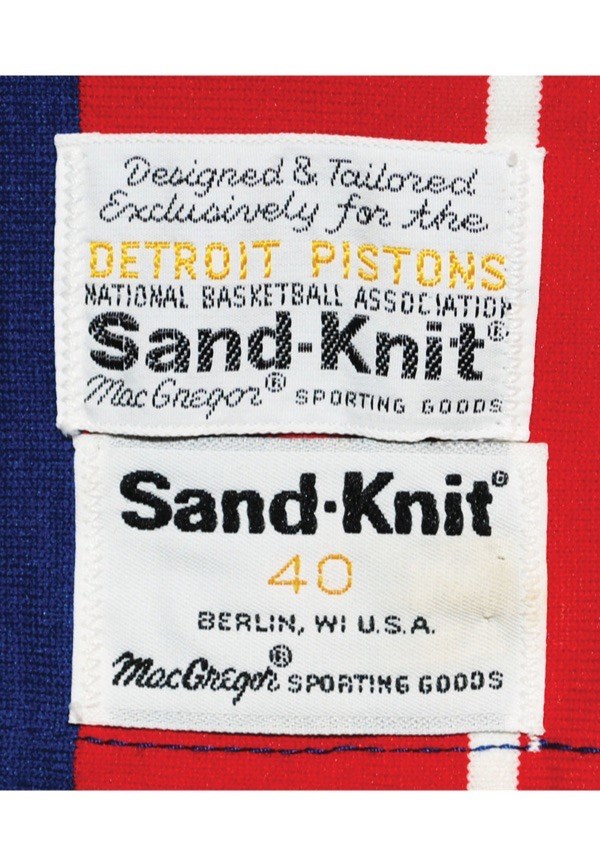 Designed & Tailored
Exclusively for the
DETROIT PISTONS
NATIONAL BASKETBALL ASSOCIATION
Sand-Knit®
MacGregor® SPORTING GOODS
Sand·Knit®
40
BERLIN, WI U.S.A.
MacGregor® SPORTING GOODS